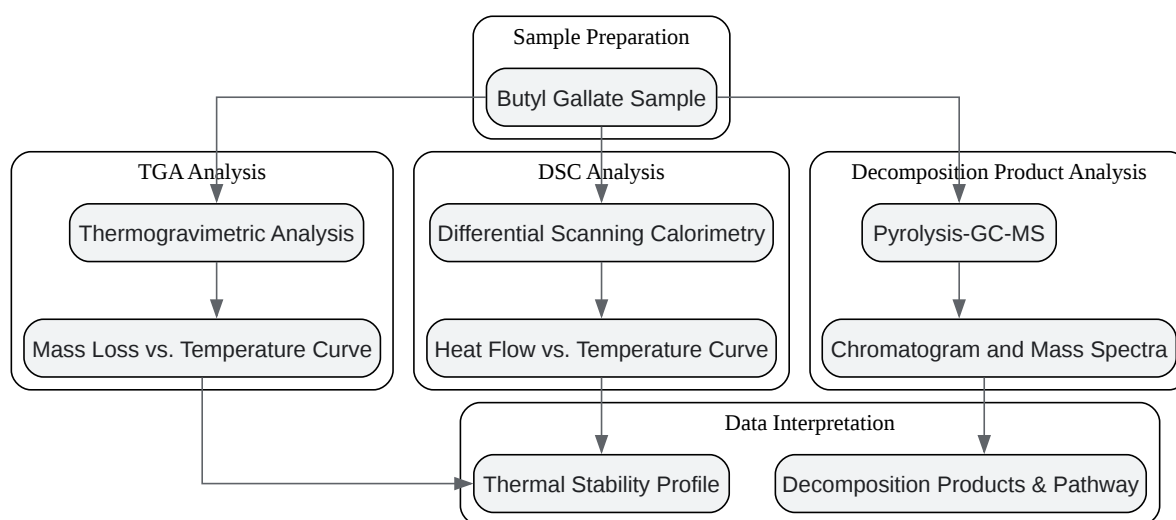 Sample Preparation
Butyl Gallate Sample
TGA Analysis
DSC Analysis
Decomposition Product Analysis
Thermogravimetric Analysis
Differential Scanning Calorimetry
Pyrolysis-GC-MS
Mass Loss vs. Temperature Curve
Heat Flow vs. Temperature Curve
Chromatogram and Mass Spectra
Data Interpretation
Thermal Stability Profile
Decomposition Products & Pathway